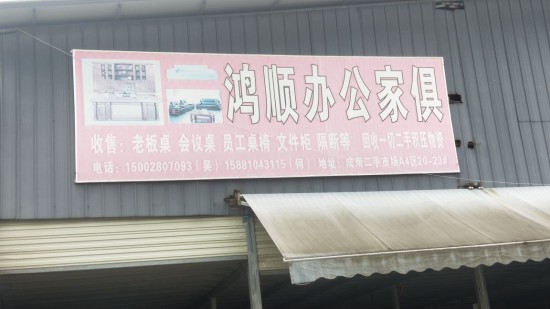 鸿顺办公家俱
收售：老板桌 会议桌 员工桌椅 文件柜 隔断等 回收一切二手积压物资
电话：15002807093（吴）15881043115（何）地址：成南二手市场A4区20-23#